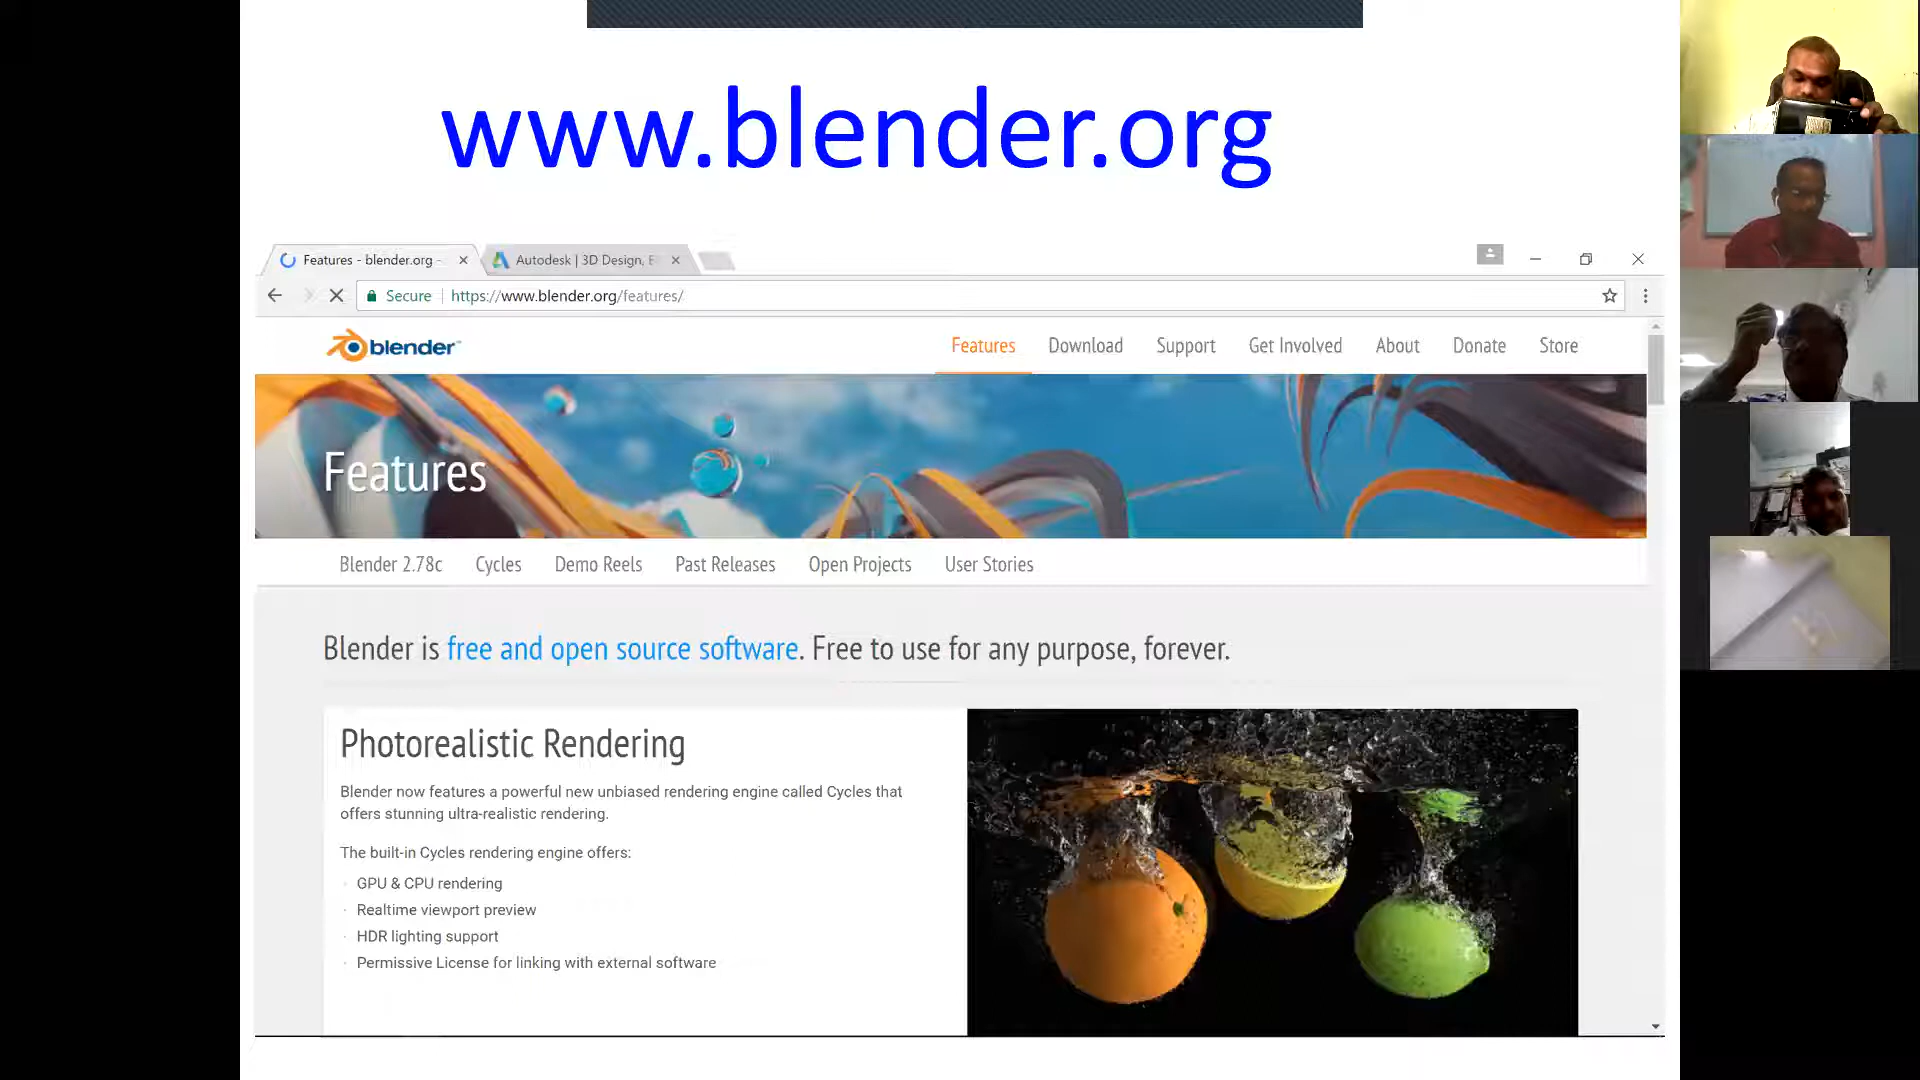 www.blender.org
Features - blender.org -
Autodesk | 3D Design, E
Secure https://www.blender.org/features/
blender
Features Download Support Get Involved About Donate Store
Features
Blender 2.78c Cycles Demo Reels Past Releases Open Projects User Stories
Blender is free and open source software. Free to use for any purpose, forever.
Photorealistic Rendering
Blender now features a powerful new unbiased rendering engine called Cycles that
offers stunning ultra-realistic rendering.
The built-in Cycles rendering engine offers:
· GPU & CPU rendering
· Realtime viewport preview
· HDR lighting support
· Permissive License for linking with external software